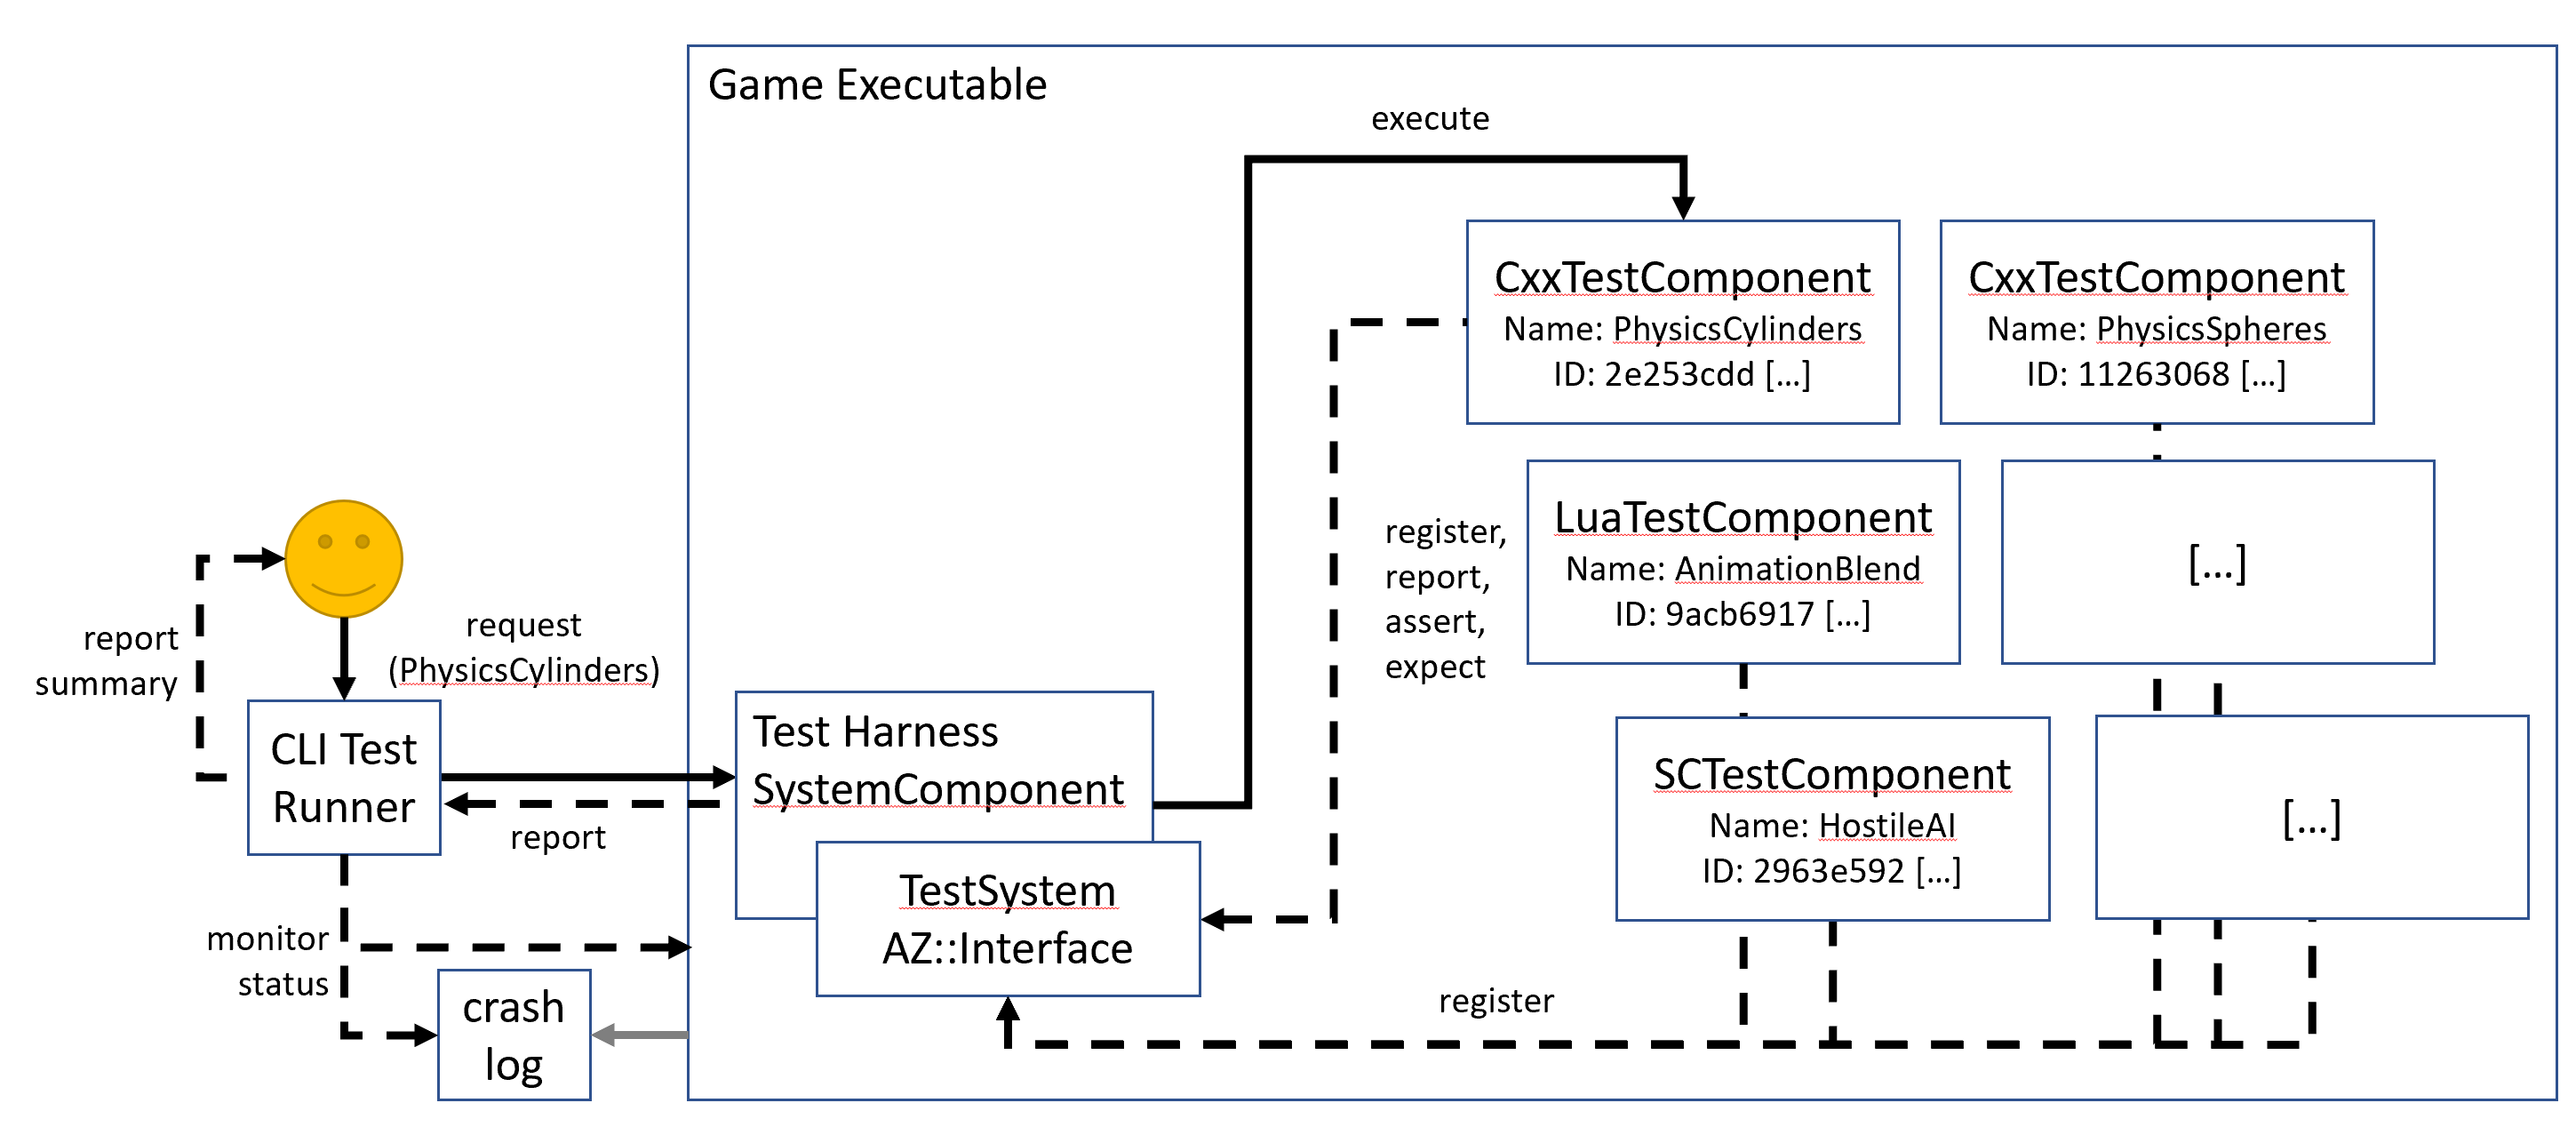 Game Executable
execute
CxxTestComponent
Name: PhysicsCylinders
ID: 2e253cdd [...]
CxxTestComponent
Name: PhysicsSpheres
ID: 11263068 [...]
LuaTestComponent
Name: AnimationBlend
ID: 9acb6917 [...]
[...]
register,
report,
assert,
expect
report
summary
request
(PhysicsCylinders)
CLI Test
Runner
report
Test Harness
SystemComponent
TestSystem
AZ::Interface
SCTestComponent
Name: HostileAI
ID: 2963e592 [...]
[...]
monitor
status
crash
log
register